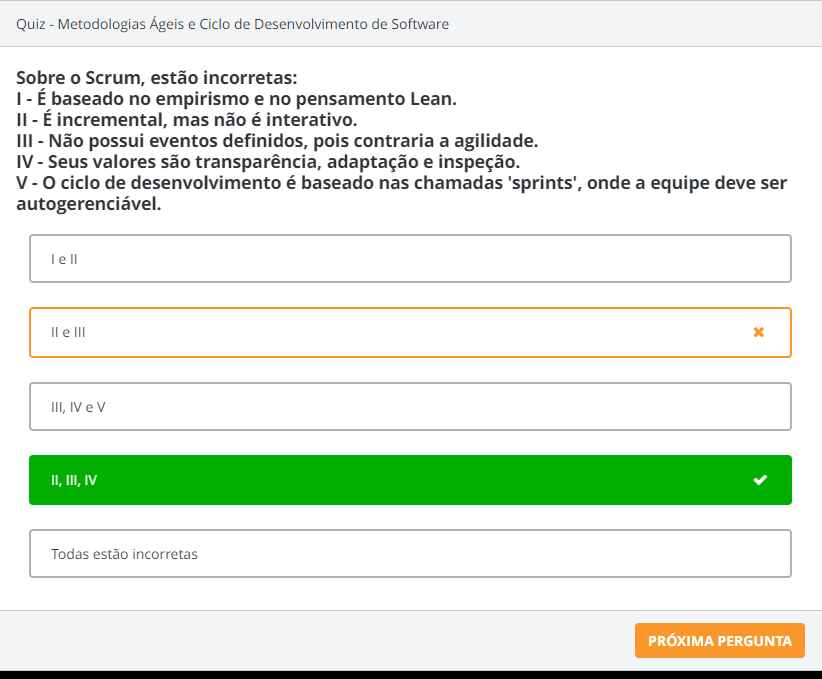 Quiz - Metodologias Ágeis e Ciclo de Desenvolvimento de Software
Sobre o Scrum, estão incorretas:
I - É baseado no empirismo e no pensamento Lean.
II - É incremental, mas não é interativo.
III - Não possui eventos definidos, pois contraria a agilidade.
IV - Seus valores são transparência, adaptação e inspeção.
V - O ciclo de desenvolvimento é baseado nas chamadas 'sprints', onde a equipe deve ser
autogerenciável.
I e II
II e III
III, IV e V
II, III, IV
Todas estão incorretas
PRÓXIMA PERGUNTA